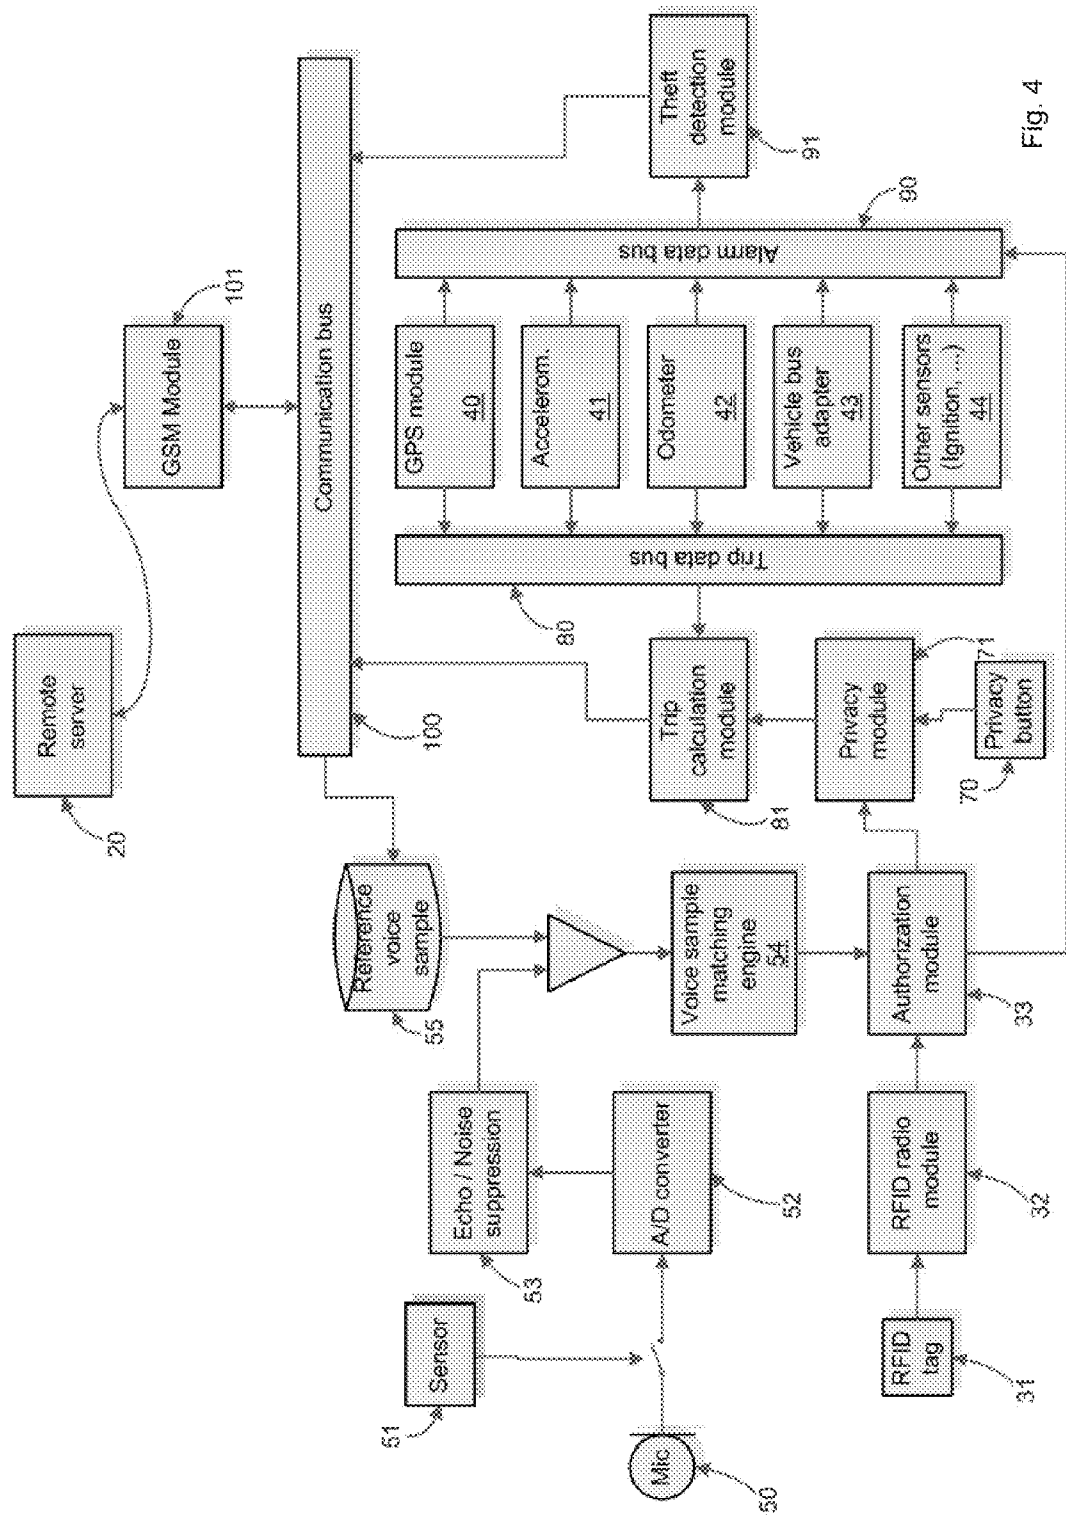 Remote
server
20
GSM Module
101
Communication bus
100
Reference
voice
sample
55
Sensor
51
Echo / Noise
suppression
53
Mic
50
A/D converter
52
Voice sample
matching
engine
54
RFID
tag
31
RFID radio
module
32
Authorization
module
33
Trip
calculation
module
81
Privacy
module
71
Privacy
button
70
Trip data bus
80
GPS module
40
Accelerom.
41
Odometer
42
Vehicle bus
adapter
43
Other sensors
(Ignition, ...)
44
Alarm data bus
90
Theft
detection
module
91
Fig. 4